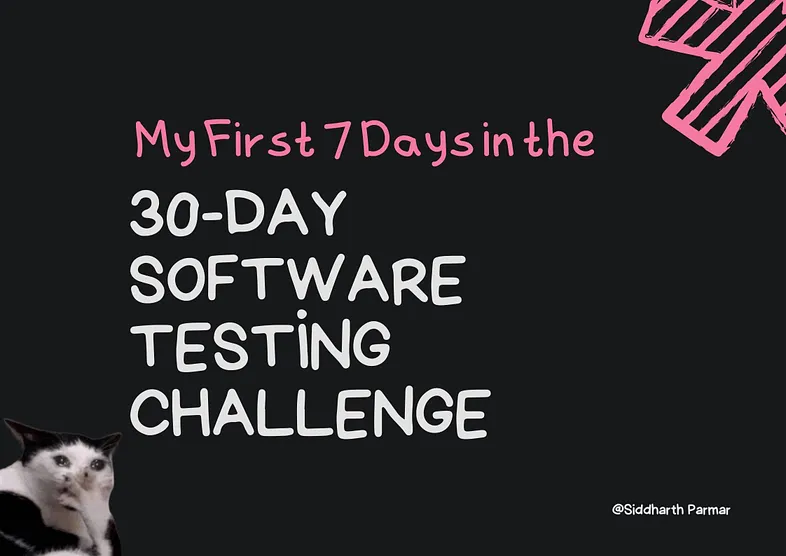 My First 7 Days in the
30-DAY
SOFTWARE
TESTING
CHALLENGE
@Siddharth Parmar